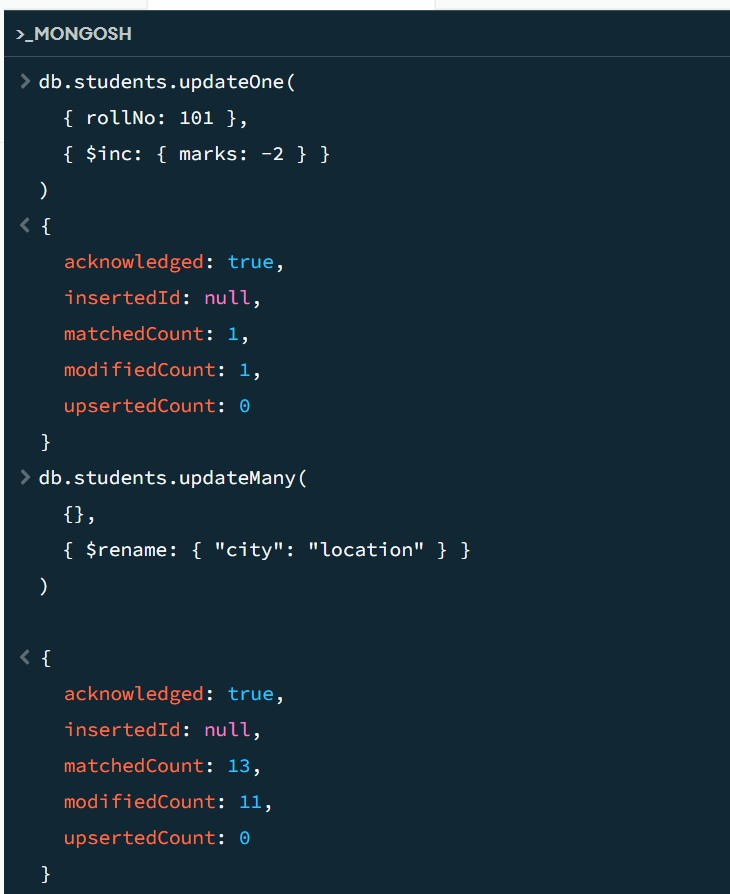 >_MONGOSH
> db.students.updateOne(
{ rollNo: 101 },
{ $inc: { marks: -2 } }
)
< {
acknowledged: true,
insertedId: null,
matchedCount: 1,
modifiedCount: 1,
upsertedCount: 0
}
> db.students.updateMany(
{},
{ $rename: { "city": "location" } }
)
< {
acknowledged: true,
insertedId: null,
matchedCount: 13,
modifiedCount: 11,
upsertedCount: 0
}